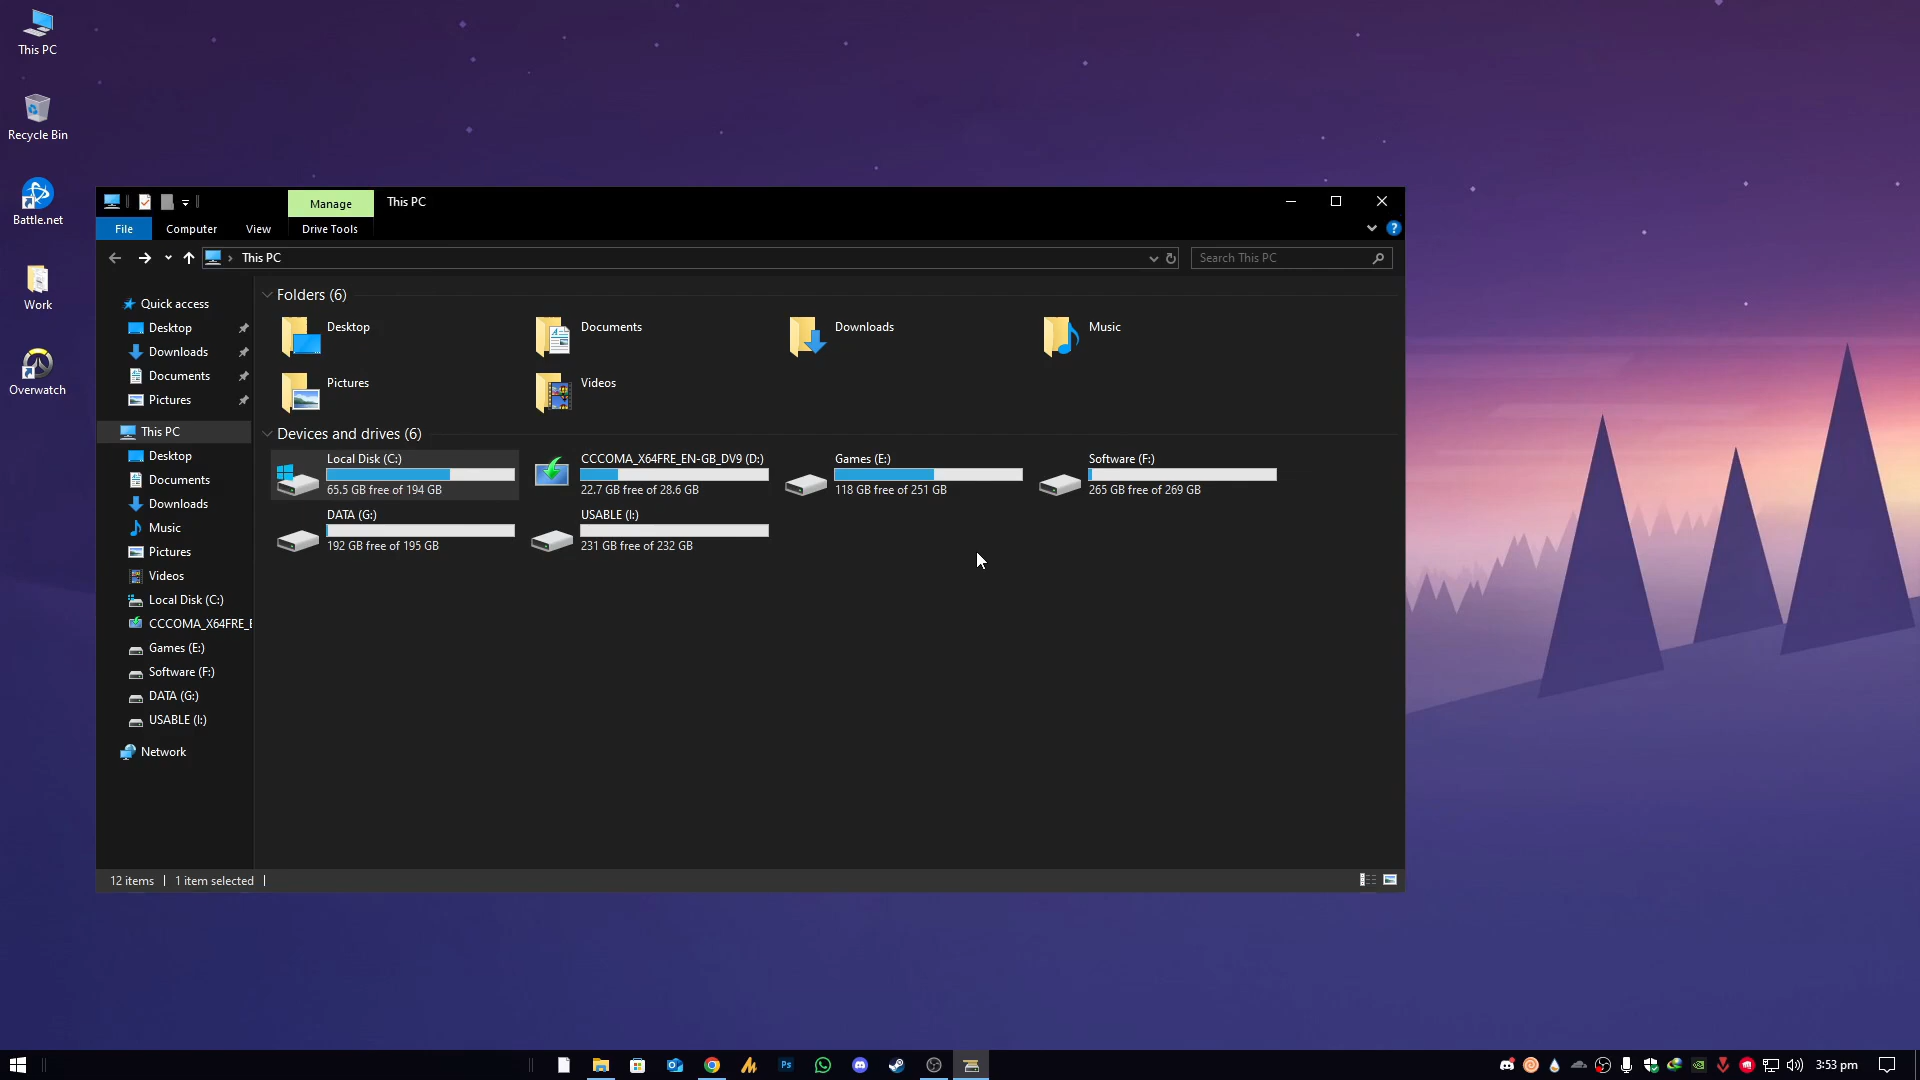 This PC
Recycle Bin
Battle.net
Work
Overwatch
Manage
This PC
File
Computer
View
Drive Tools
This PC
Search This PC
Quick access
Desktop
Downloads
Documents
Pictures
This PC
Desktop
Documents
Downloads
Music
Pictures
Videos
Local Disk (C:)
CCCOMA_X64FRE_E
Games (E:)
Software (F:)
DATA (G:)
USABLE (I:)
Network
Folders (6)
Desktop
Documents
Downloads
Music
Pictures
Videos
Devices and drives (6)
Local Disk (C:)
65.5 GB free of 194 GB
CCCOMA_X64FRE_EN-GB_DV9 (D:)
22.7 GB free of 28.6 GB
Games (E:)
118 GB free of 251 GB
Software (F:)
265 GB free of 269 GB
DATA (G:)
192 GB free of 195 GB
USABLE (I:)
231 GB free of 232 GB
12 items
1 item selected
Ps
3:53 pm